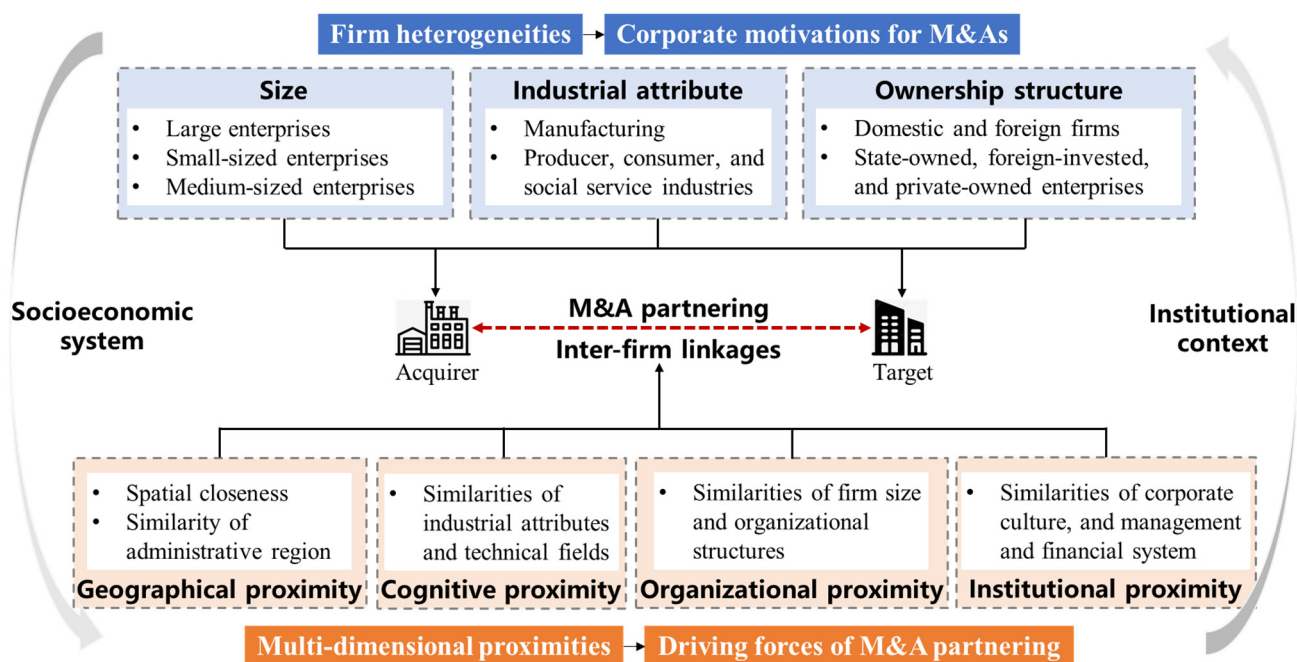 Firm heterogeneities
Corporate motivations for M&As
Size
• Large enterprises
• Small-sized enterprises
• Medium-sized enterprises
Industrial attribute
• Manufacturing
• Producer, consumer, and
social service industries
Ownership structure
• Domestic and foreign firms
• State-owned, foreign-invested,
and private-owned enterprises
Socioeconomic
system
Acquirer
M&A partnering
Inter-firm linkages
Target
Institutional
context
• Spatial closeness
• Similarity of
administrative region
Geographical proximity
• Similarities of
industrial attributes
and technical fields
Cognitive proximity
• Similarities of firm size
and organizational
structures
Organizational proximity
• Similarities of corporate
culture, and management
and financial system
Institutional proximity
Multi-dimensional proximities
Driving forces of M&A partnering